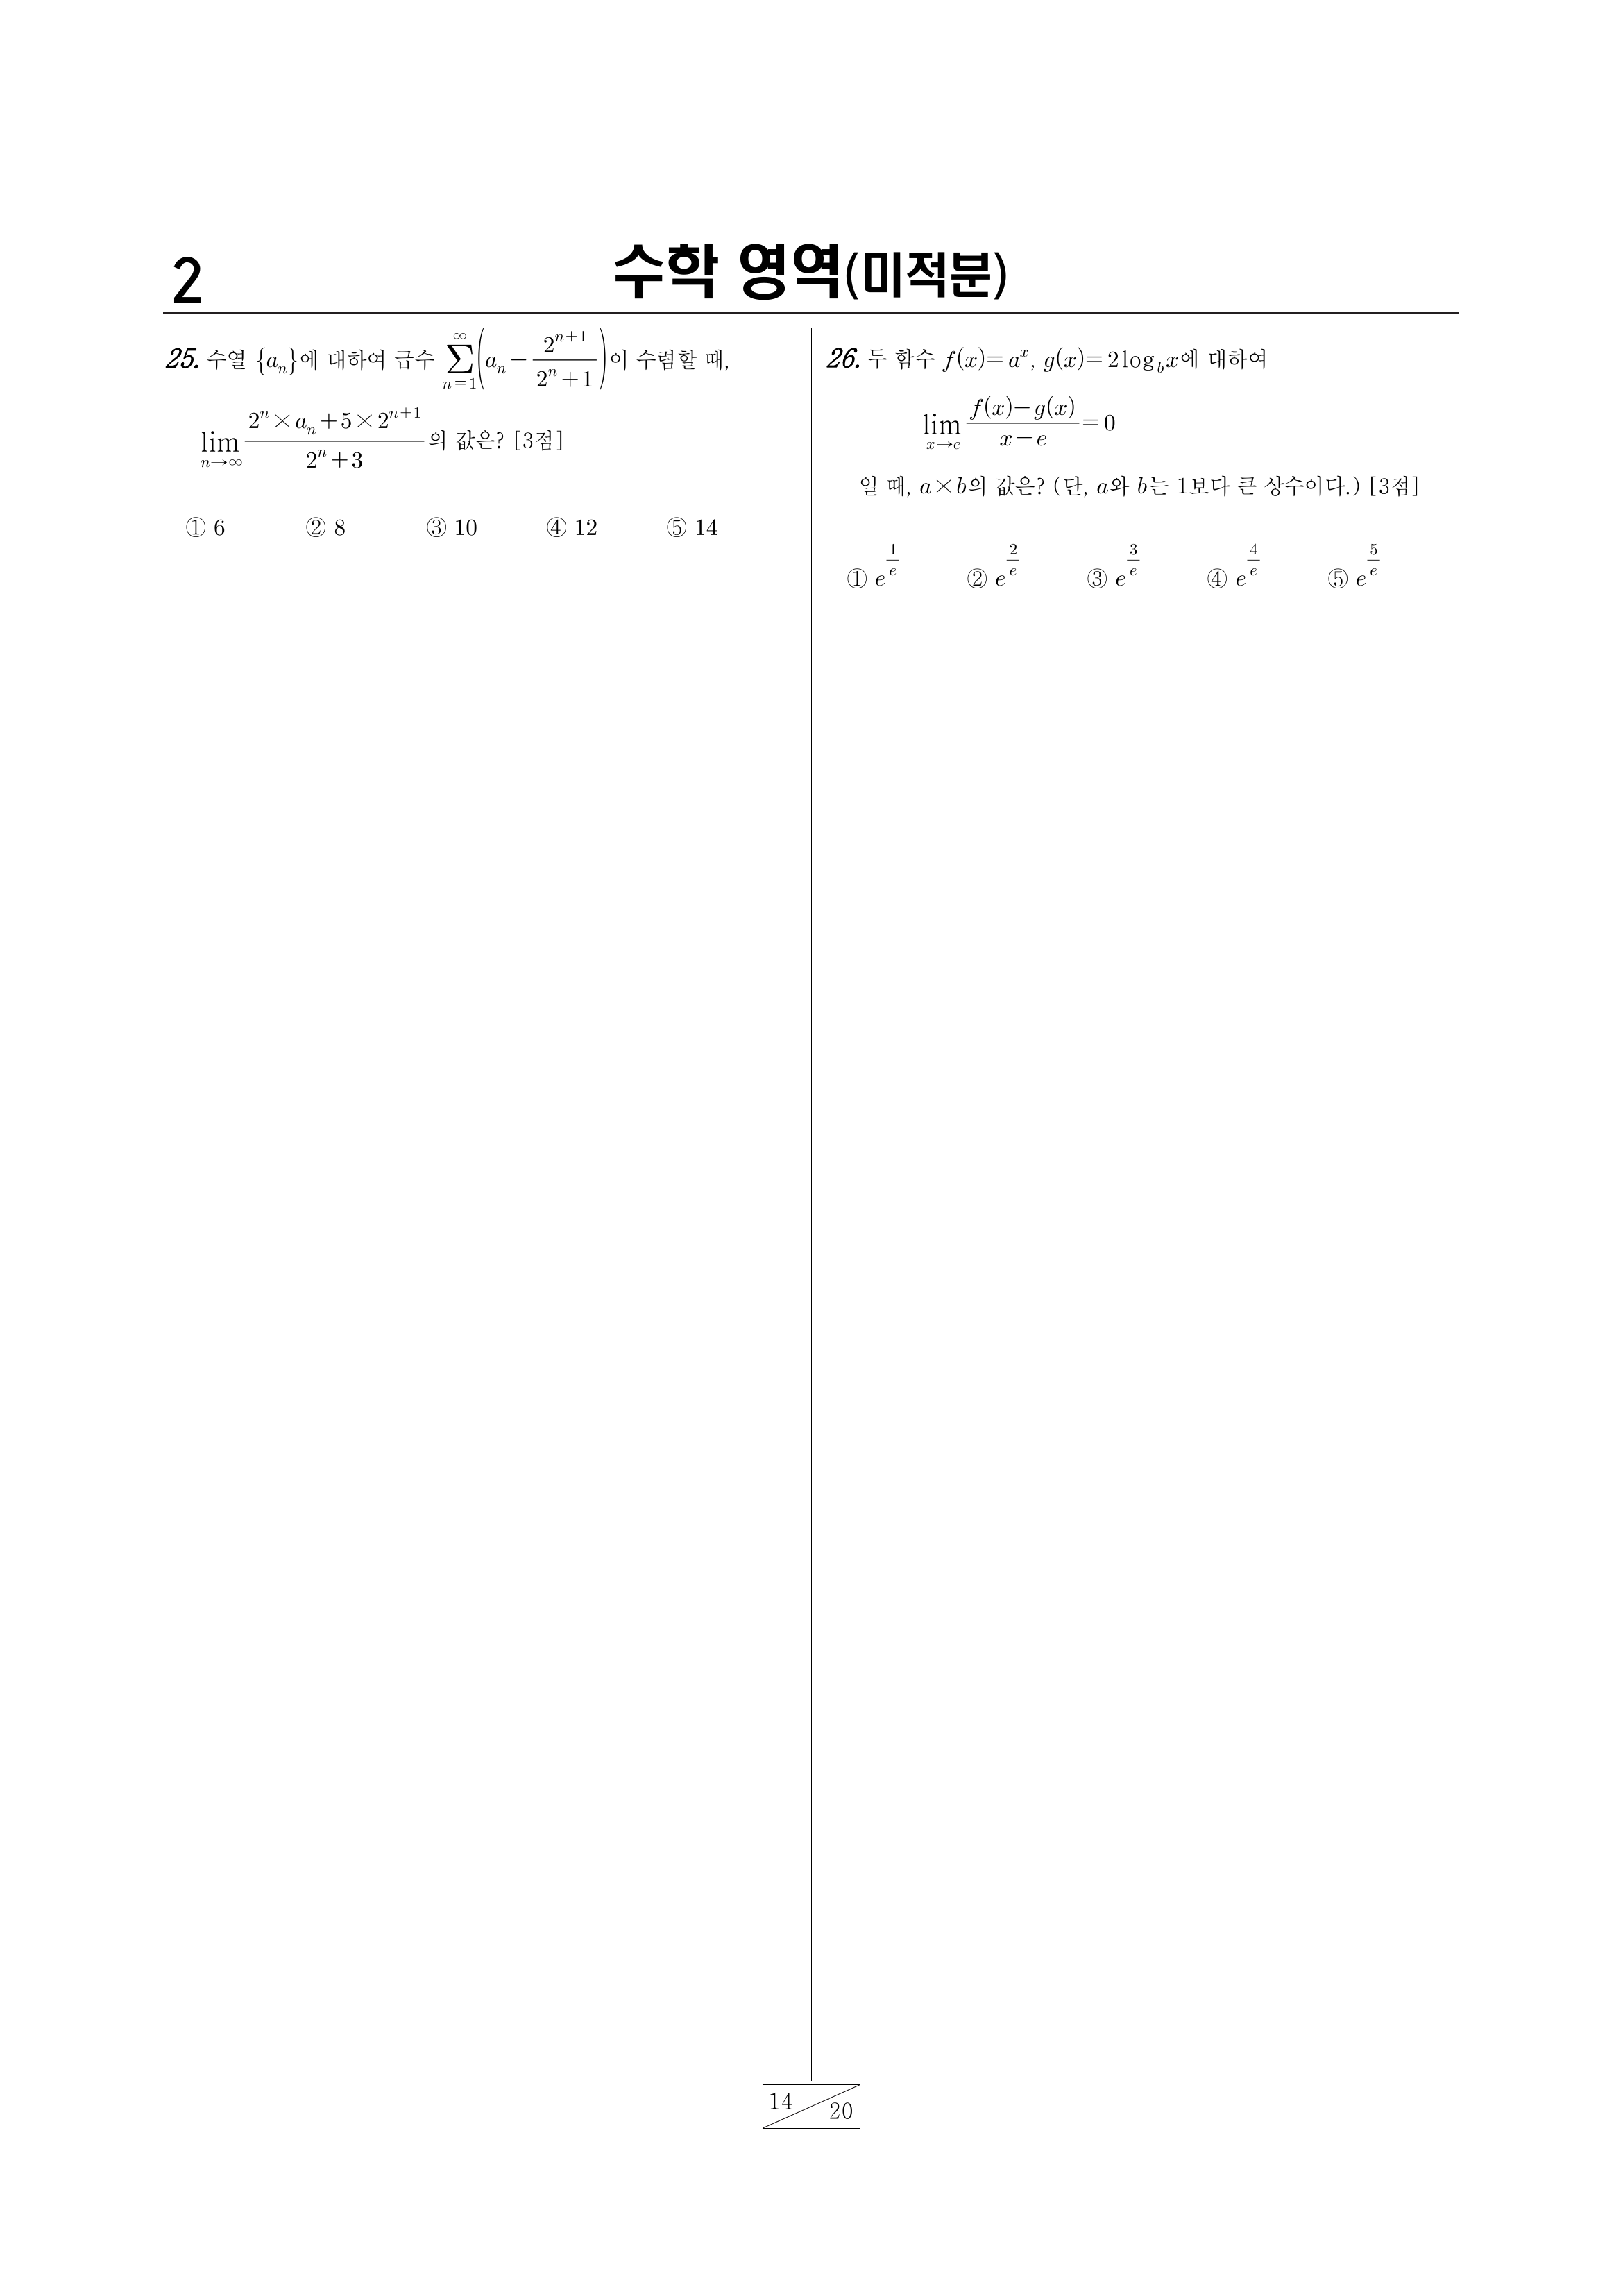 2
수학 영역(미적분)
25. 수열 {aₙ}에 대하여 급수 $\sum_{n=1}^{\infty}\left(a_n-\frac{2^{n+1}}{2^n+1}\right)$이 수렴할 때,
$\lim_{n\to\infty}\frac{2^n\times a_n+5\times 2^{n+1}}{2^n+3}$의 값은? [3점]
① 6 ② 8 ③ 10 ④ 12 ⑤ 14
26. 두 함수 $f(x)=a^x$, $g(x)=2\log_b x$에 대하여
$\lim_{x\to e}\frac{f(x)-g(x)}{x-e}=0$
일 때, $a\times b$의 값은? (단, $a$와 $b$는 1보다 큰 상수이다.) [3점]
① $e^{\frac{1}{e}}$ ② $e^{\frac{2}{e}}$ ③ $e^{\frac{3}{e}}$ ④ $e^{\frac{4}{e}}$ ⑤ $e^{\frac{5}{e}}$
14 20